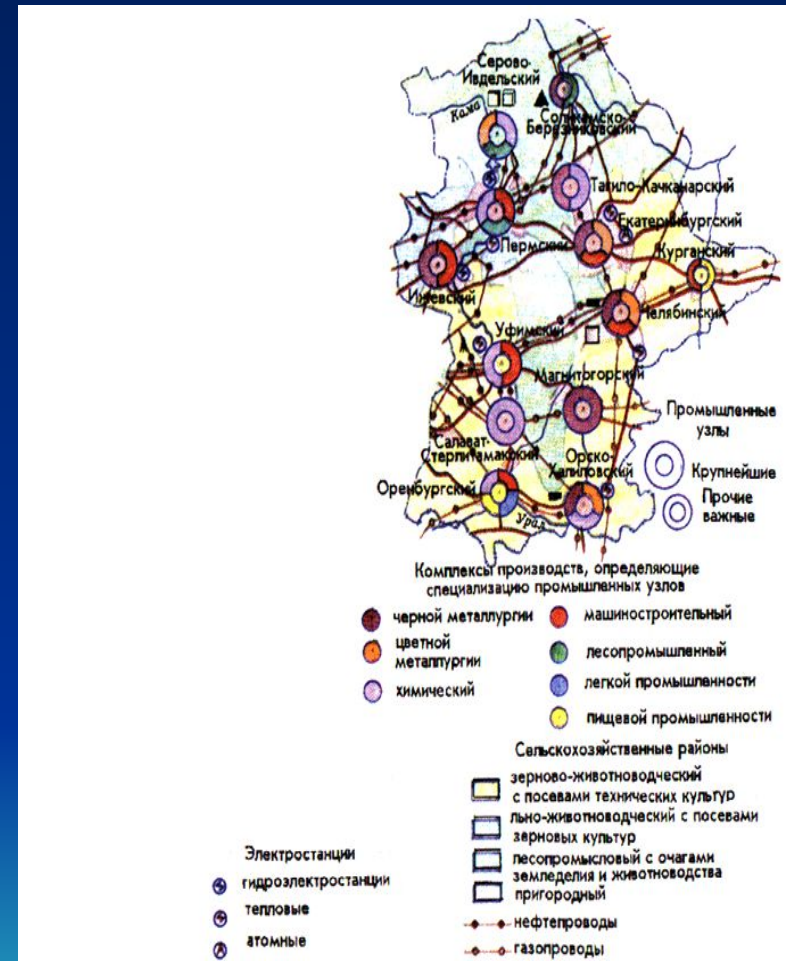 Серово-
Ивдельский
Кама
Соликамско-
Березниковский
Тагило-Качканарский
Екатеринбургский
Пермский
Курганский
Ижевский
Челябинский
Уфимский
Магнитогорский
Промышленные
узлы
Салават-
Стерлитамакский
Орско-
Халиловский
Крупнейшие
Оренбургский
Прочие
важные
Урал
Комплексы производств, определяющие
специализацию промышленных узлов
черной металлургии
машиностроительный
цветной
металлургии
лесопромышленный
химический
легкой промышленности
пищевой промышленности
Сельскохозяйственные районы
зерново-животноводческий
с посевами технических культур
льно-животноводческий с посевами
зерновых культур
лесопромысловый с очагами
земледелия и животноводства
пригородный
Электростанции
гидроэлектростанции
тепловые
атомные
нефтепроводы
газопроводы